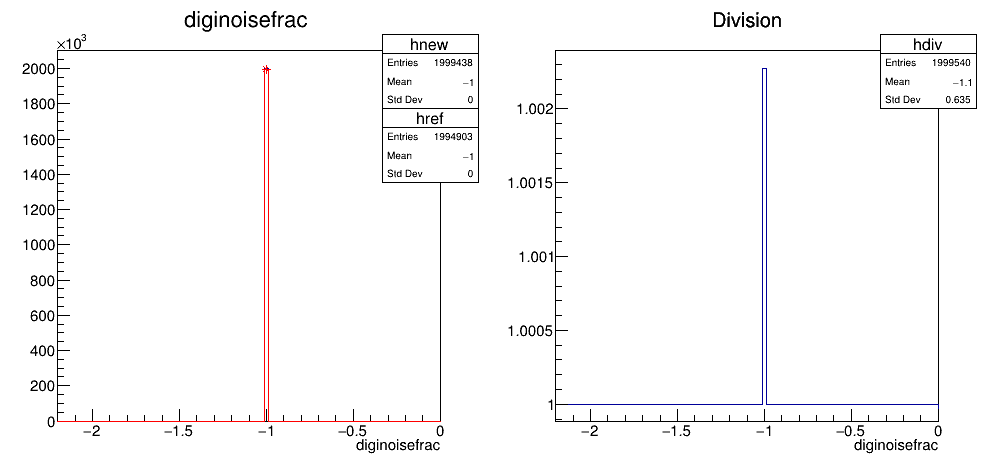 diginoisefrac
×10³
hnew
Entries 1999438
Mean −1
Std Dev 0
href
Entries 1994903
Mean −1
Std Dev 0
2000
1800
1600
1400
1200
1000
800
600
400
200
0
−2 −1.5 −1 −0.5 0
diginoisefrac
Division
hdiv
Entries 1999540
Mean −1.1
Std Dev 0.635
1.002
1.0015
1.001
1.0005
1
−2 −1.5 −1 −0.5 0
diginoisefrac